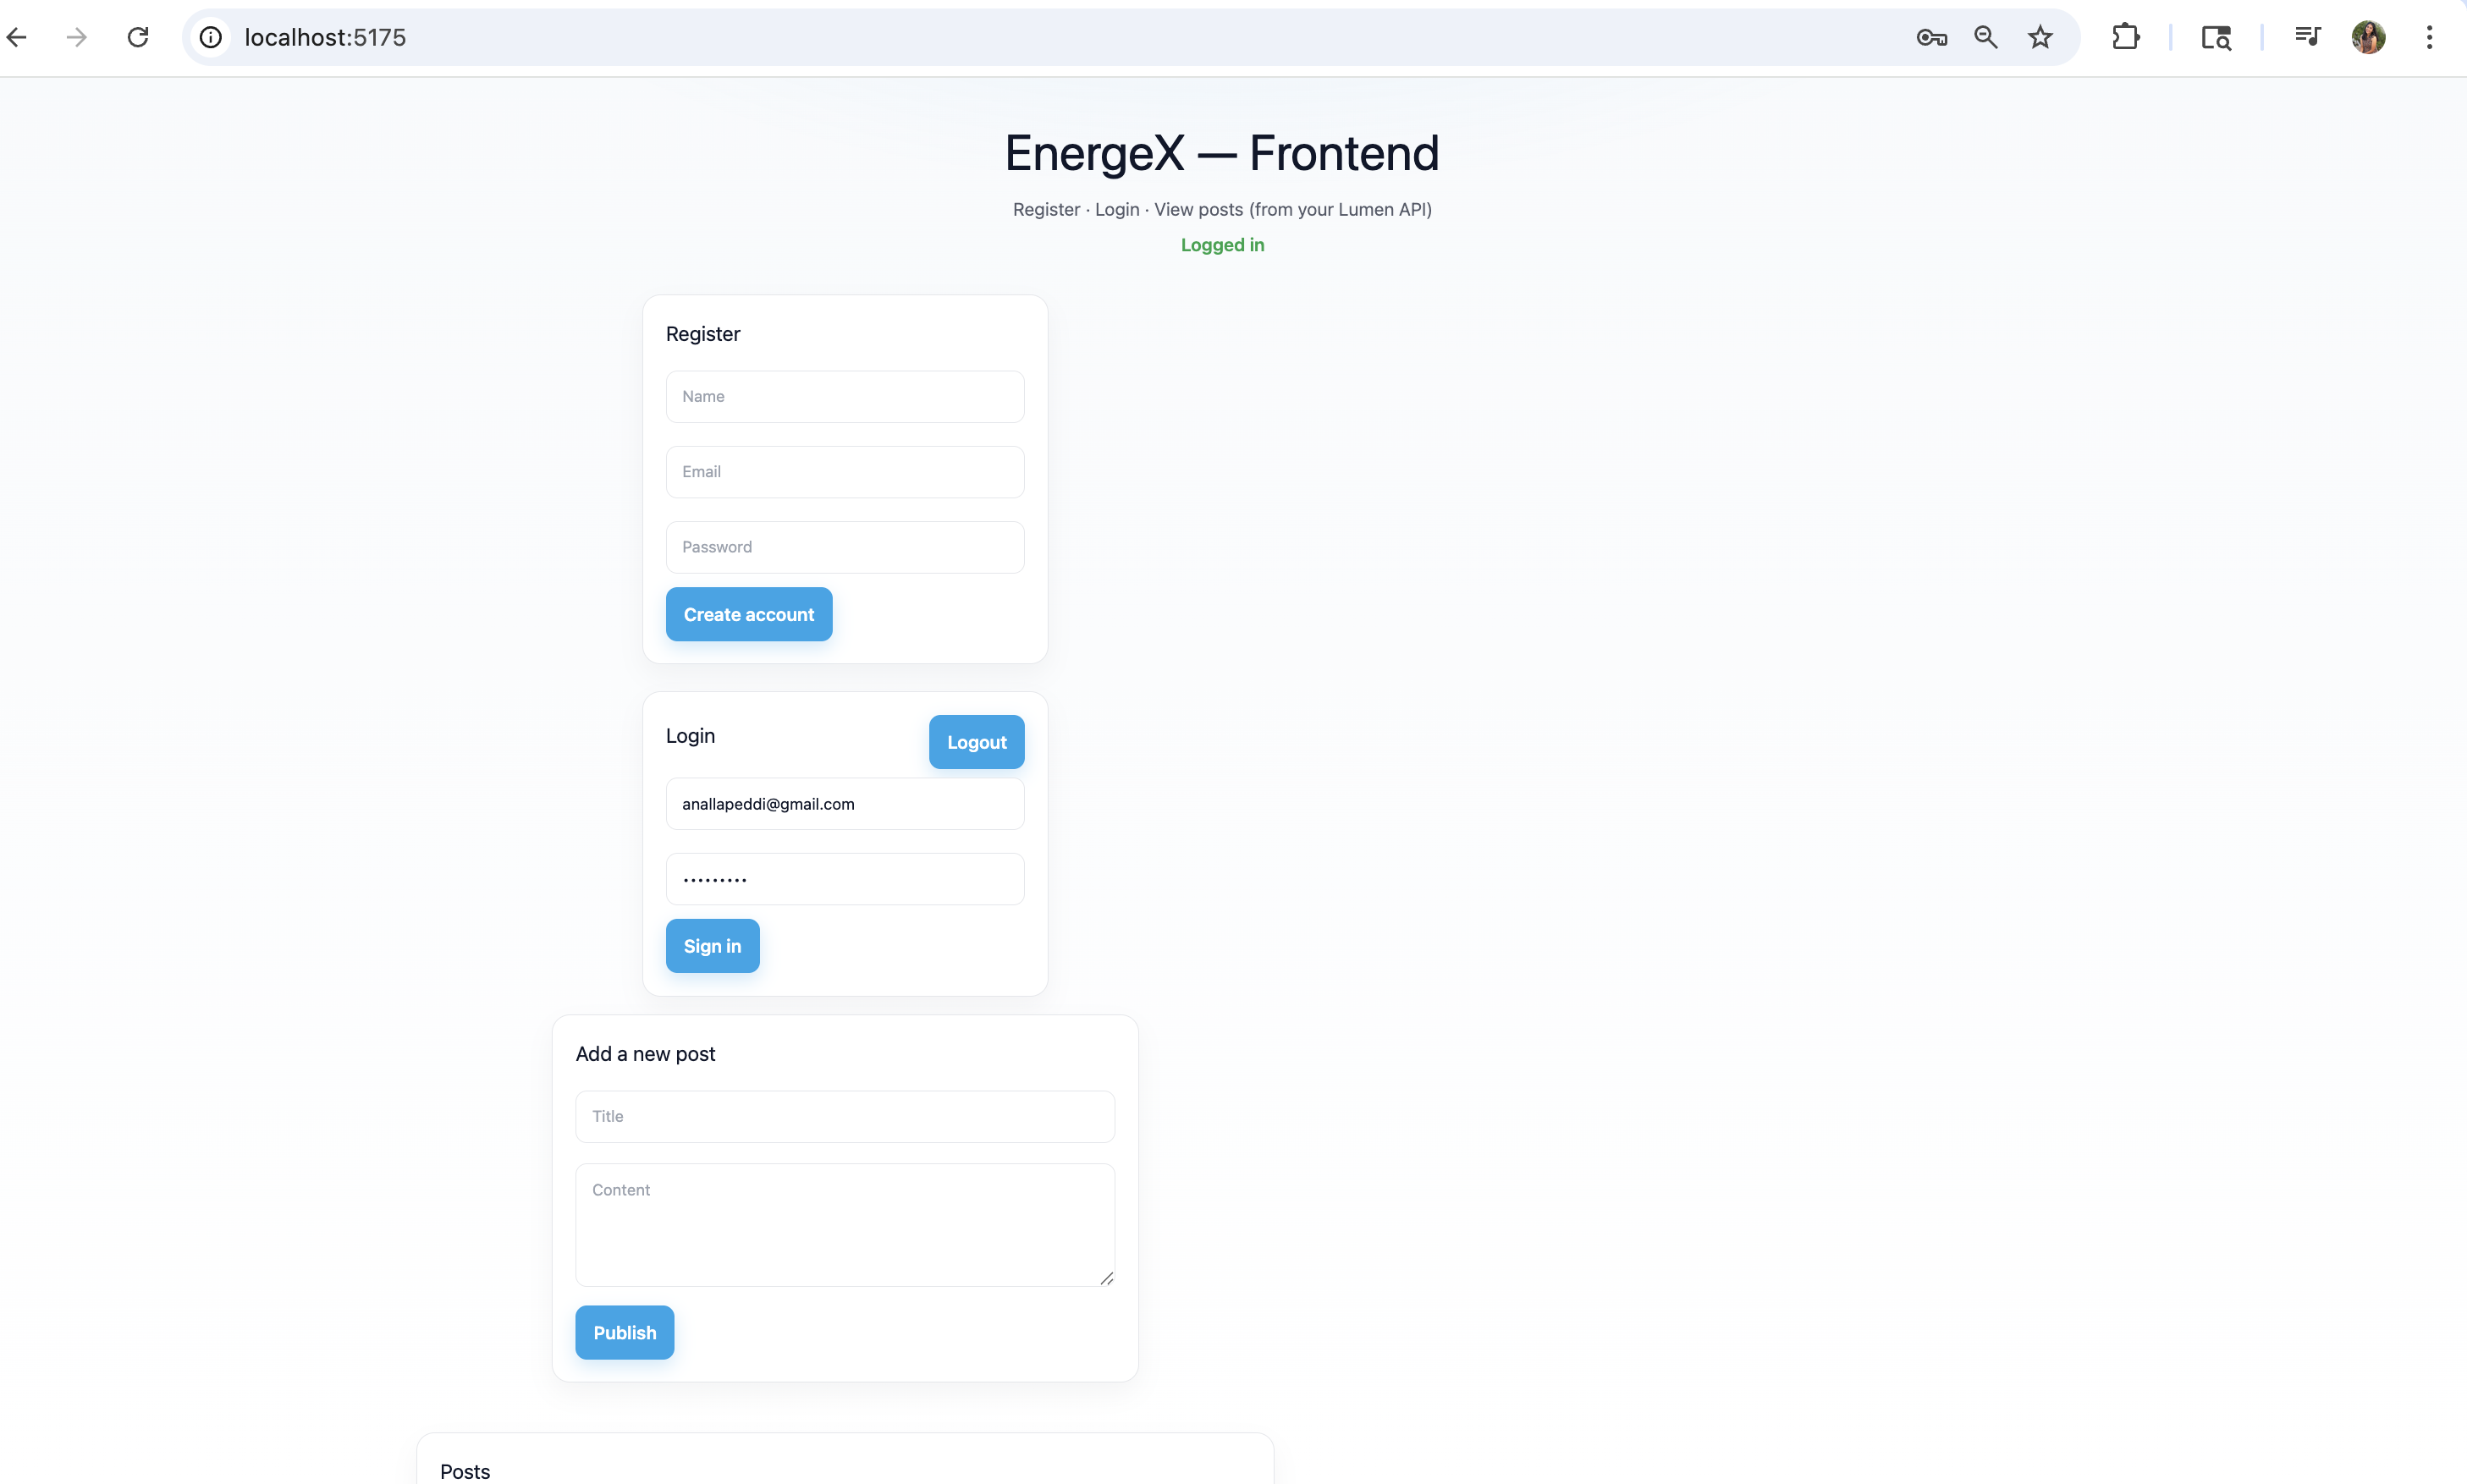 localhost:5175
EnergeX — Frontend
Register · Login · View posts (from your Lumen API)
Logged in
Register
Name
Email
Password
Create account
Login
Logout
anallapeddi@gmail.com
•••••••••
Sign in
Add a new post
Title
Content
Publish
Posts